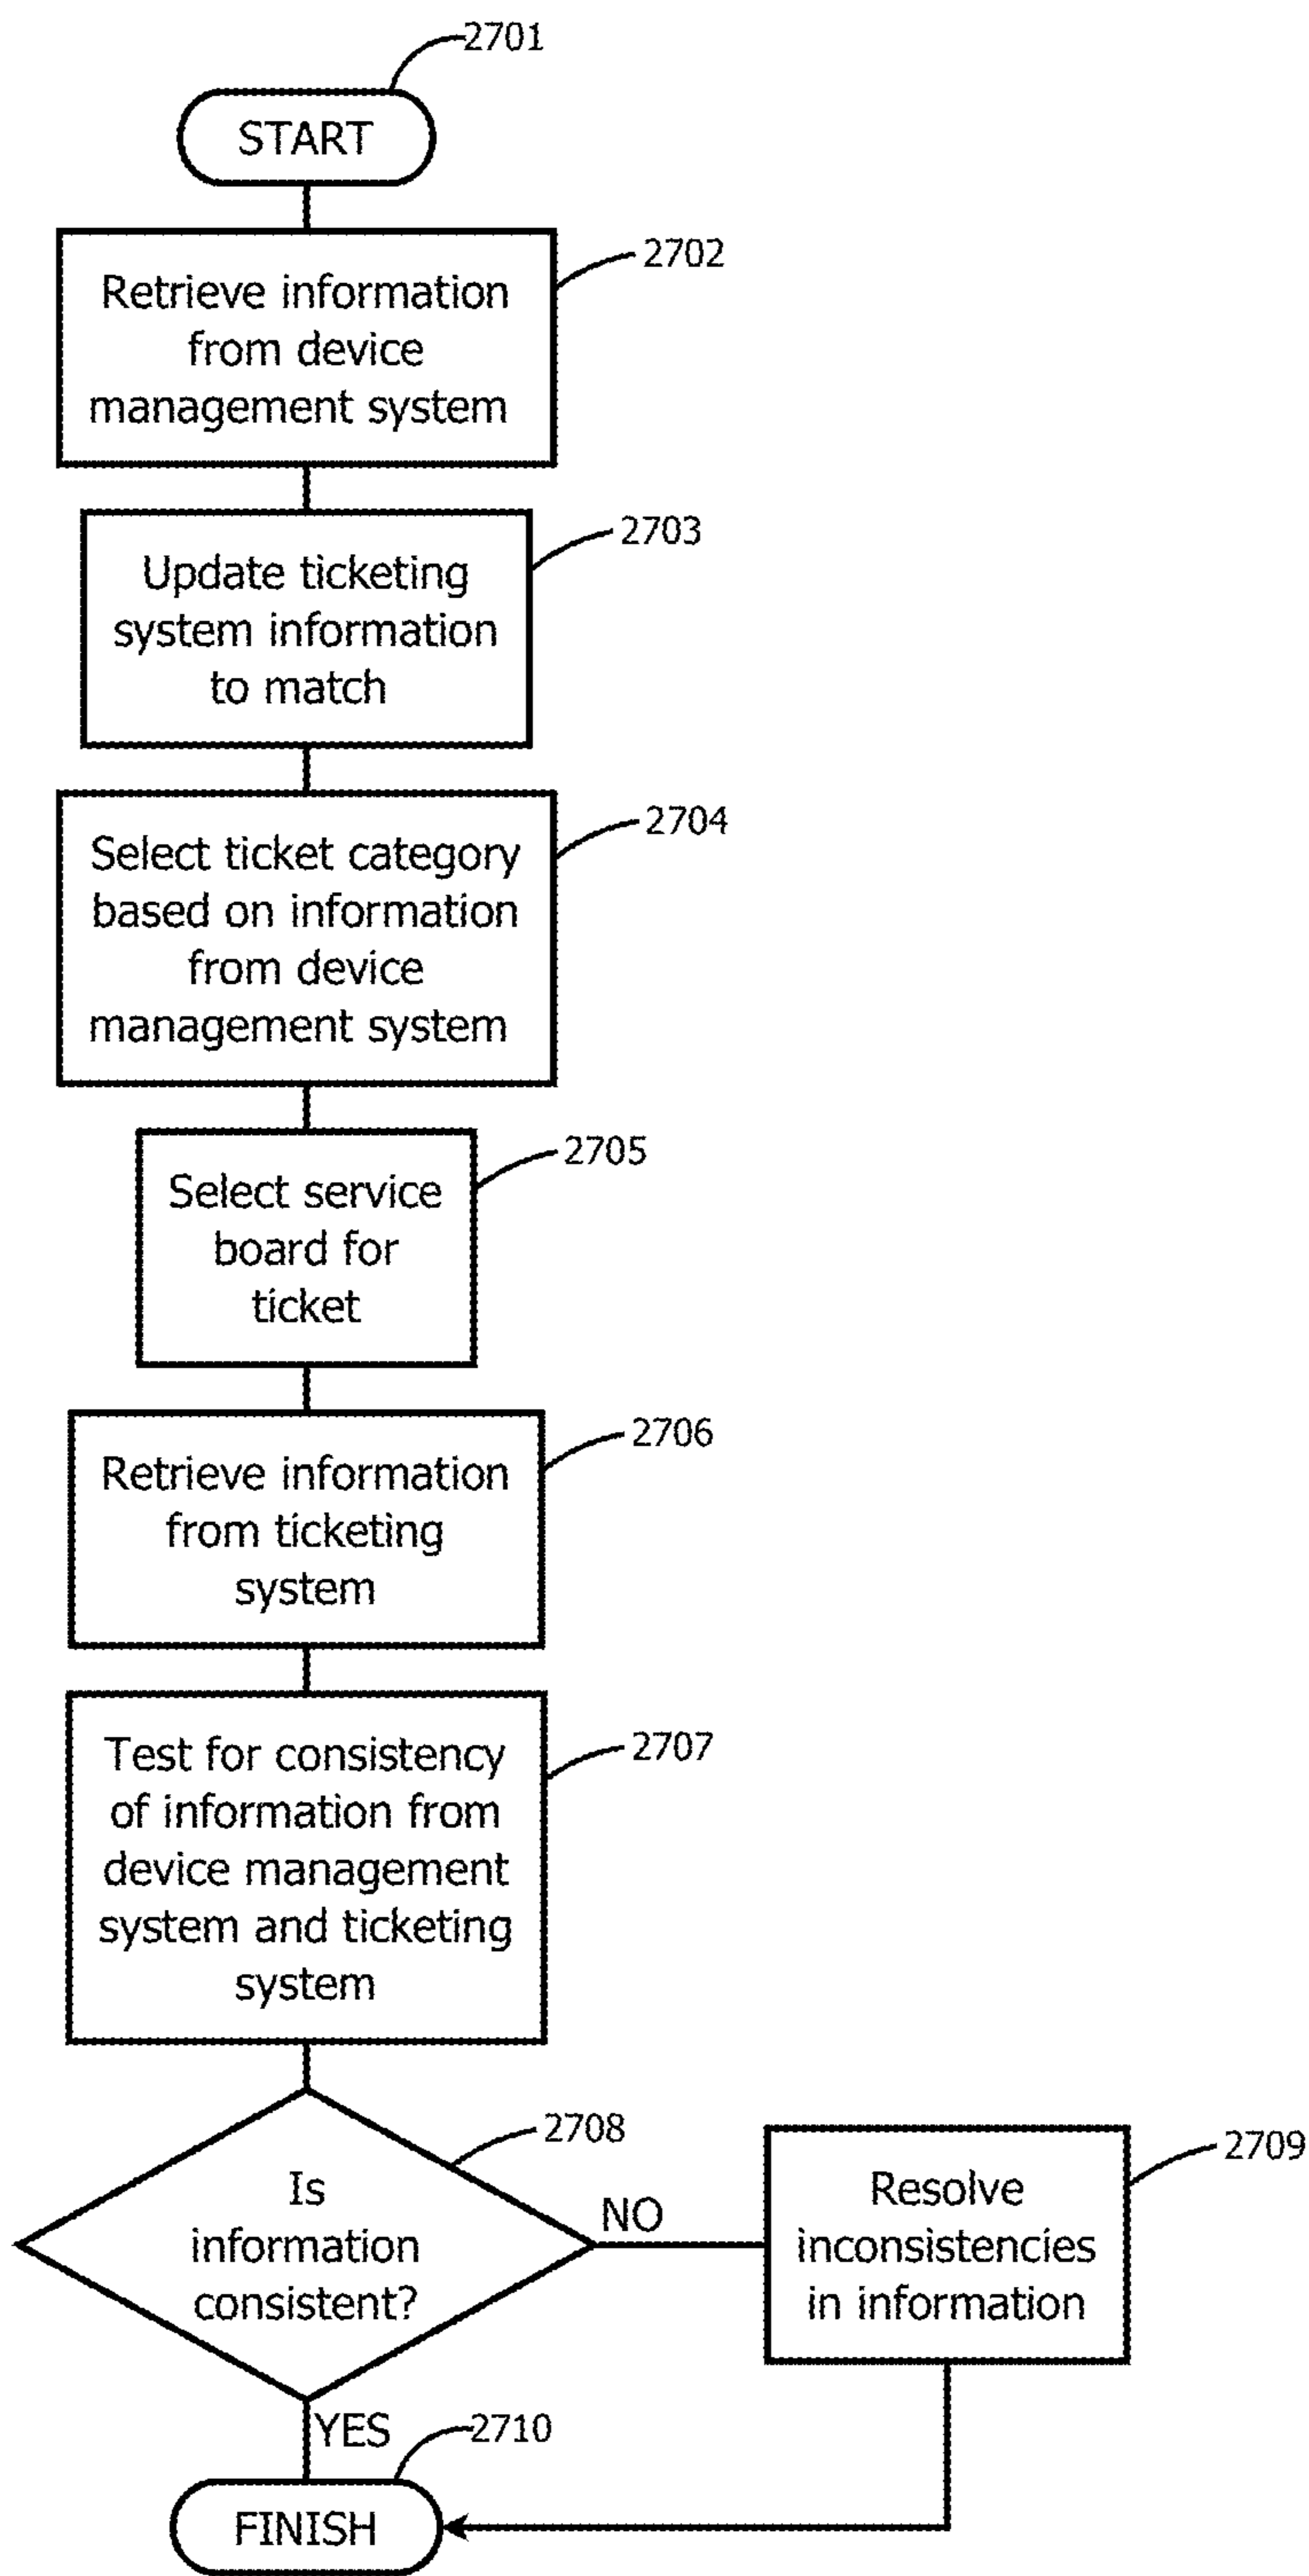 2701
START
2702
Retrieve information
from device
management system
2703
Update ticketing
system information
to match
2704
Select ticket category
based on information
from device
management system
2705
Select service
board for
ticket
2706
Retrieve information
from ticketing
system
2707
Test for consistency
of information from
device management
system and ticketing
system
2708
Is
information
consistent?
NO
2709
Resolve
inconsistencies
in information
YES
2710
FINISH